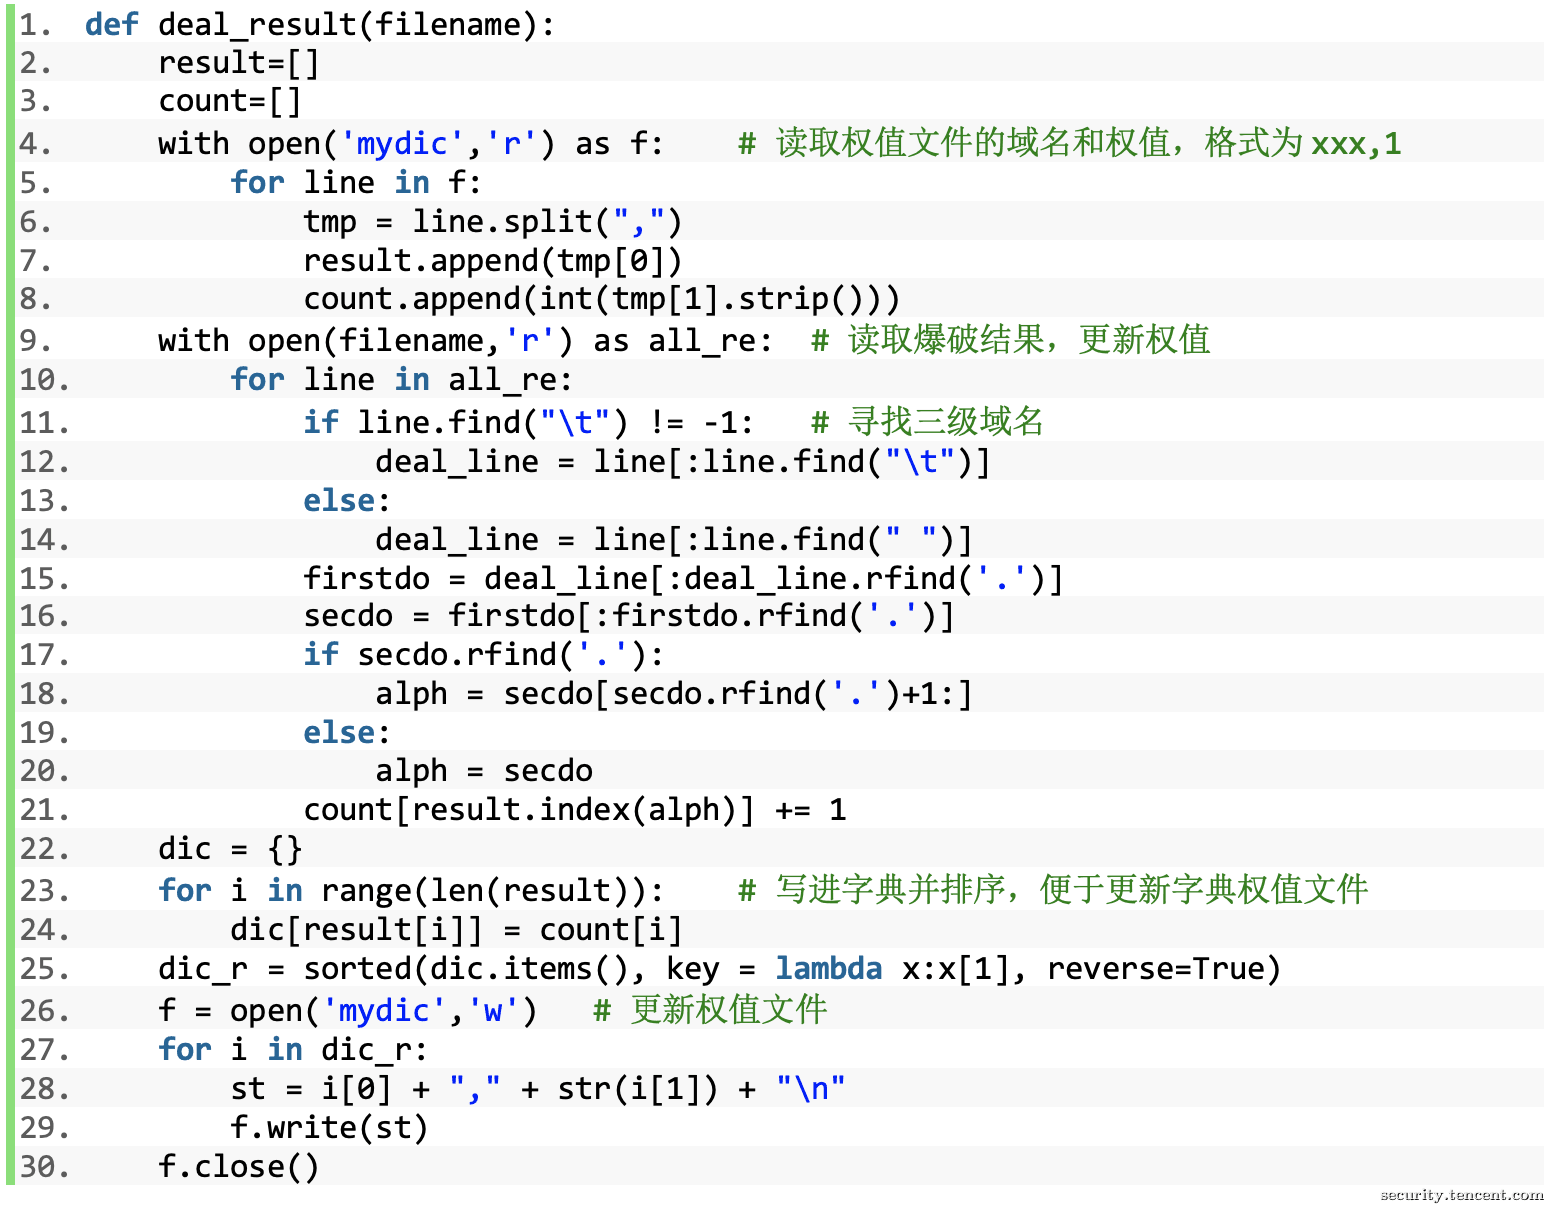 1. def deal_result(filename):
2.     result=[]
3.     count=[]
4.     with open('mydic','r') as f:    # 读取权值文件的域名和权值，格式为xxx,1
5.         for line in f:
6.             tmp = line.split(",")
7.             result.append(tmp[0])
8.             count.append(int(tmp[1].strip()))
9.     with open(filename,'r') as all_re:  # 读取爆破结果，更新权值
10.         for line in all_re:
11.             if line.find("\t") != -1:   # 寻找三级域名
12.                 deal_line = line[:line.find("\t")]
13.             else:
14.                 deal_line = line[:line.find(" ")]
15.             firstdo = deal_line[:deal_line.rfind('.')]
16.             secdo = firstdo[:firstdo.rfind('.')]
17.             if secdo.rfind('.'):
18.                 alph = secdo[secdo.rfind('.')+1:]
19.             else:
20.                 alph = secdo
21.             count[result.index(alph)] += 1
22.     dic = {}
23.     for i in range(len(result)):    # 写进字典并排序，便于更新字典权值文件
24.         dic[result[i]] = count[i]
25.     dic_r = sorted(dic.items(), key = lambda x:x[1], reverse=True)
26.     f = open('mydic','w')   # 更新权值文件
27.     for i in dic_r:
28.         st = i[0] + "," + str(i[1]) + "\n"
29.         f.write(st)
30.     f.close()
security.tencent.com